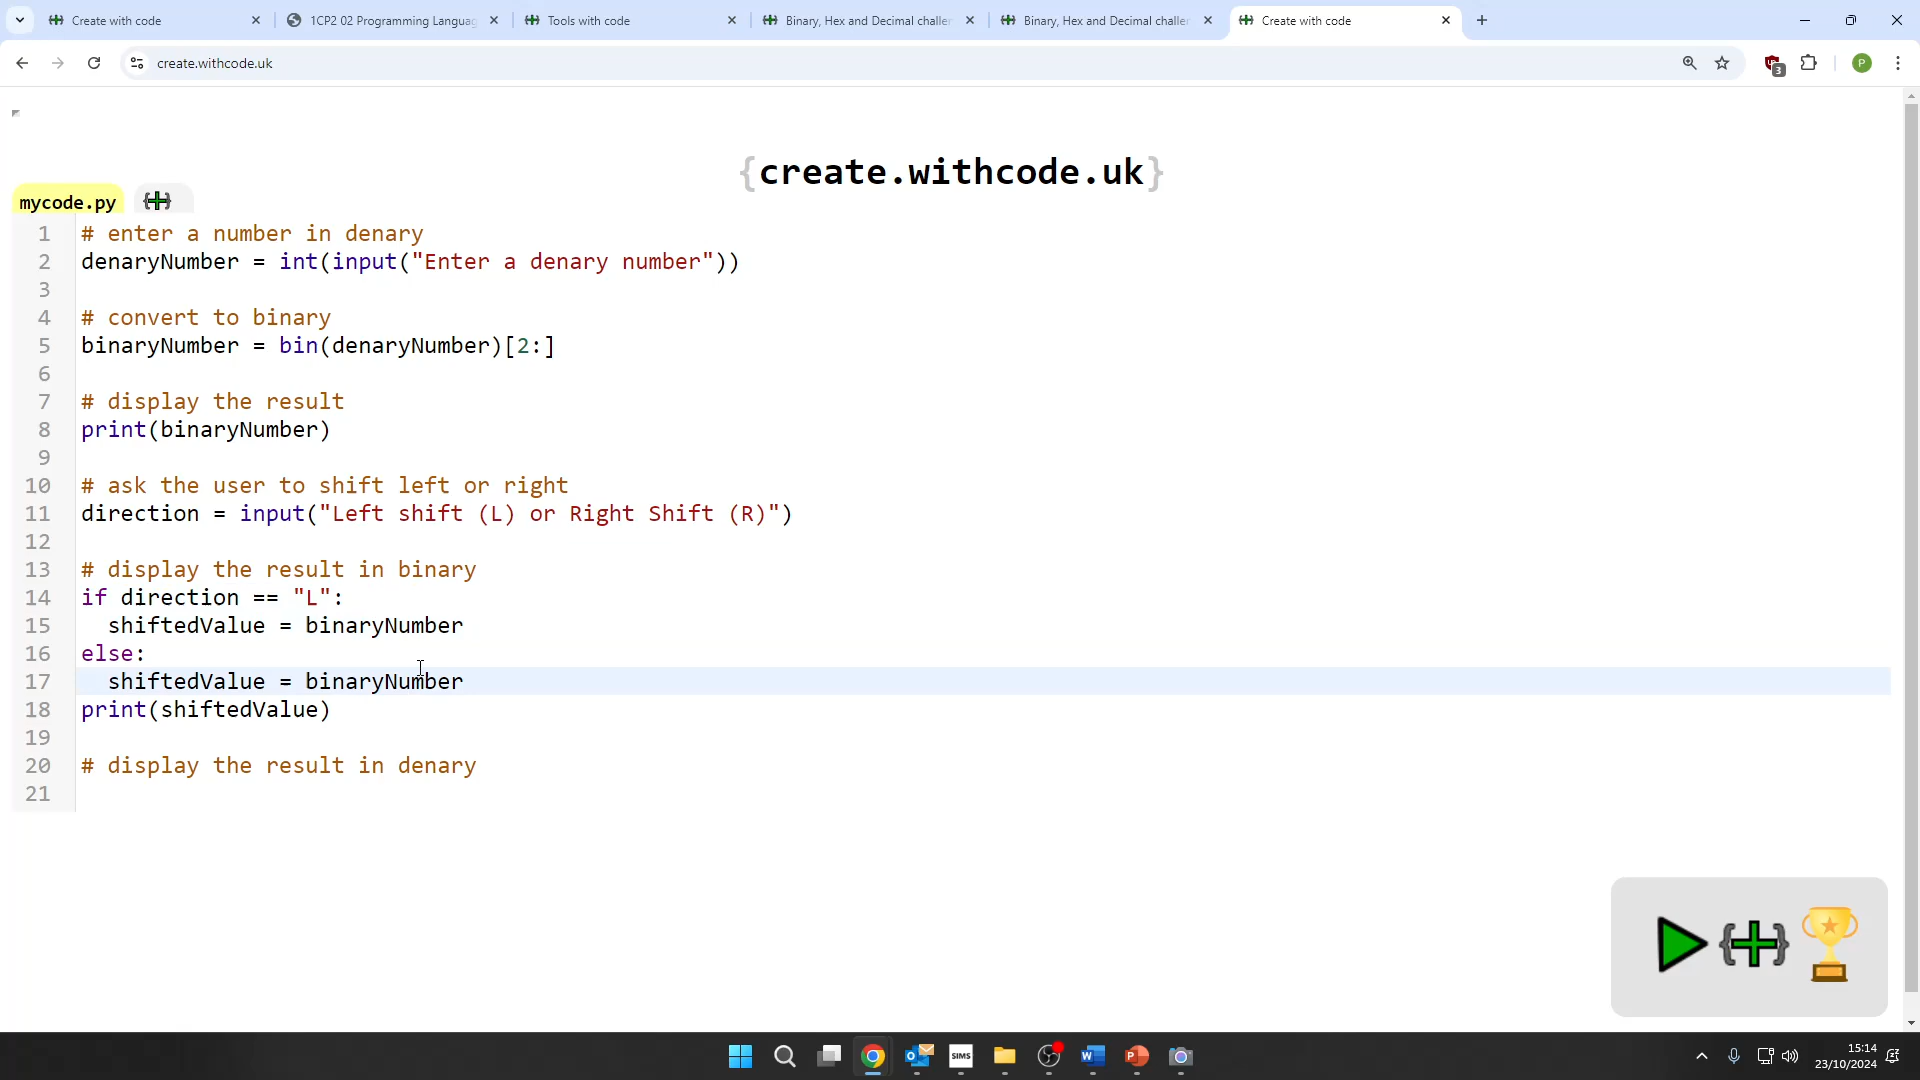 Create with code
1CP2 02 Programming Languag
Tools with code
Binary, Hex and Decimal challen
Binary, Hex and Decimal challen
Create with code
create.withcode.uk
3
P
{create.withcode.uk}
mycode.py
1 # enter a number in denary
2 denaryNumber = int(input("Enter a denary number"))
3
4 # convert to binary
5 binaryNumber = bin(denaryNumber)[2:]
6
7 # display the result
8 print(binaryNumber)
9
10 # ask the user to shift left or right
11 direction = input("Left shift (L) or Right Shift (R)")
12
13 # display the result in binary
14 if direction == "L":
15 shiftedValue = binaryNumber
16 else:
17 shiftedValue = binaryNumber
18 print(shiftedValue)
19
20 # display the result in denary
21
SIMS
15:14
23/10/2024